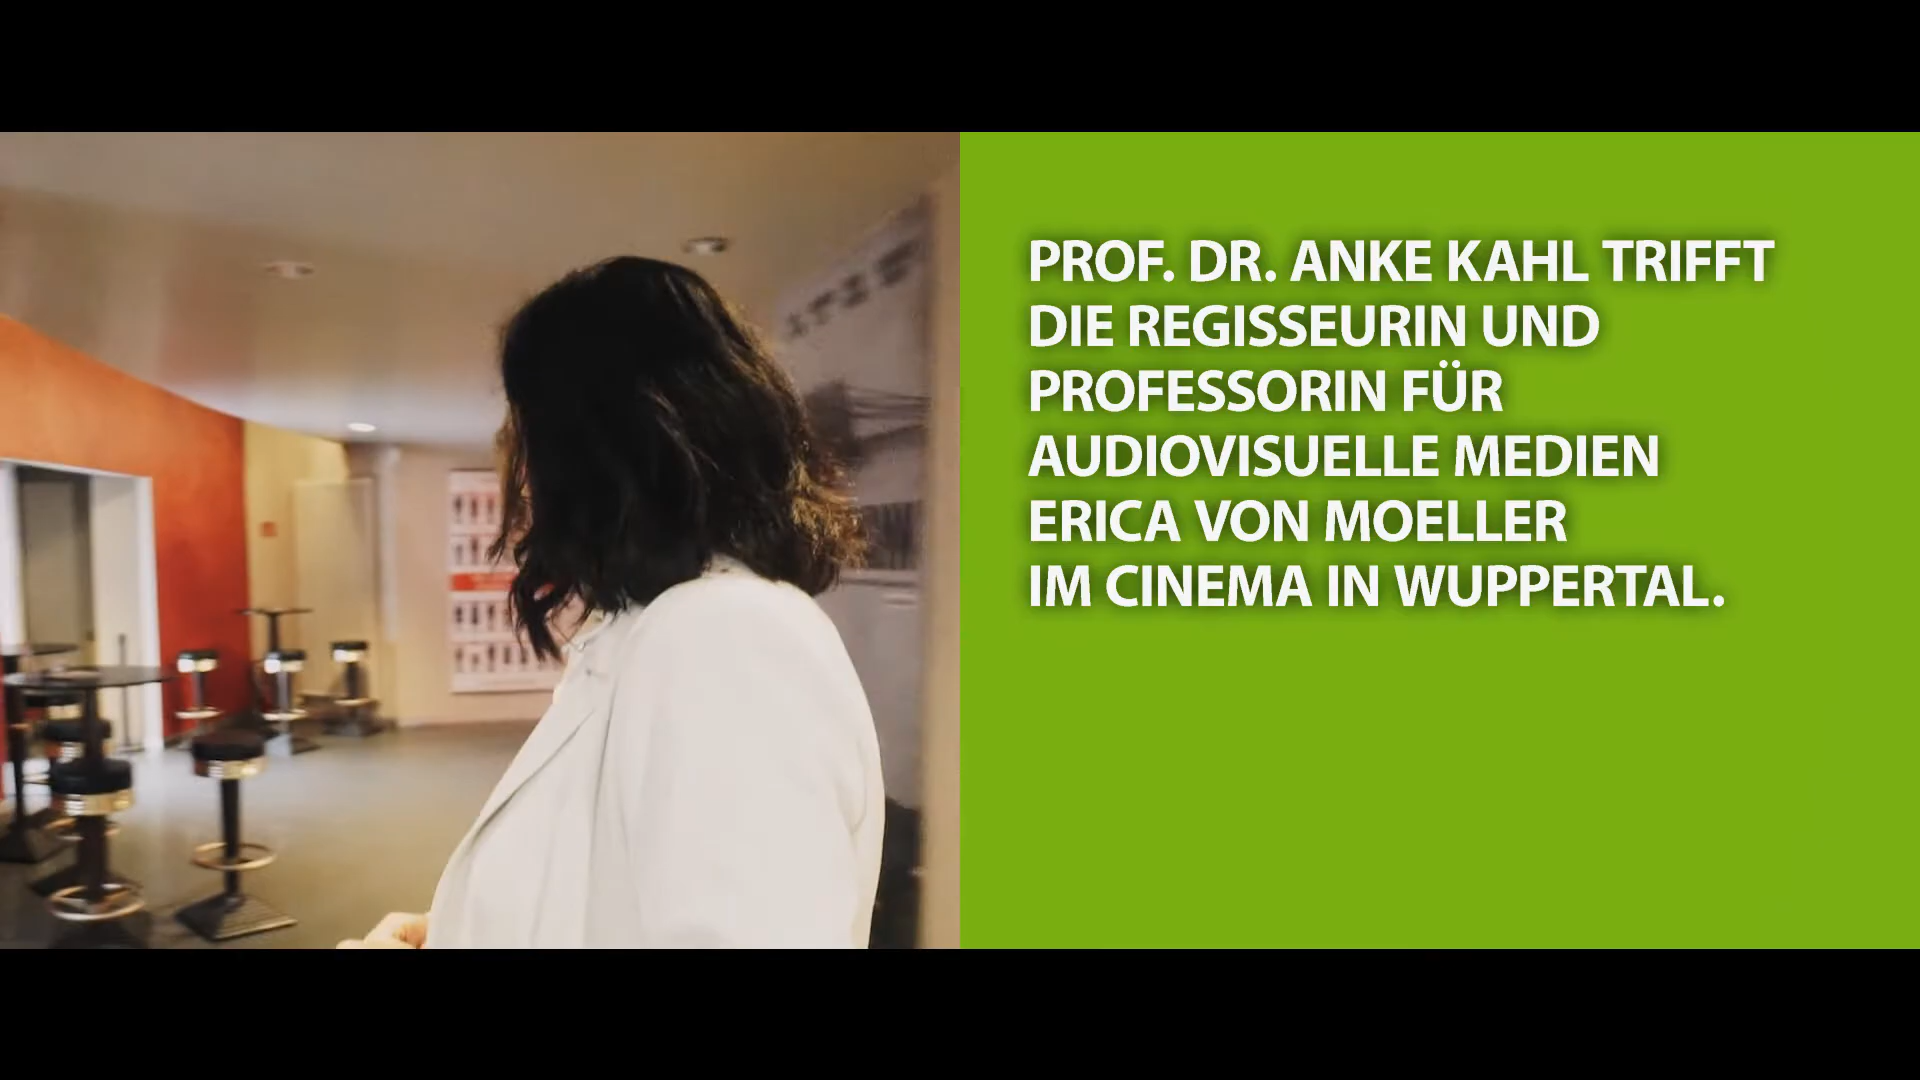 PROF. DR. ANKE KAHL TRIFFT
DIE REGISSEURIN UND
PROFESSORIN FÜR
AUDIOVISUELLE MEDIEN
ERICA VON MOELLER
IM CINEMA IN WUPPERTAL.